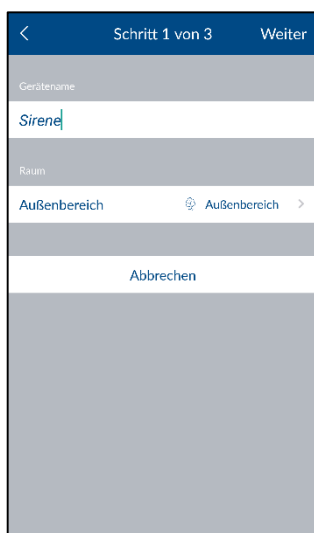 Schritt 1 von 3 Weiter
Gerätename
Sirene
Raum
Außenbereich Außenbereich
Abbrechen